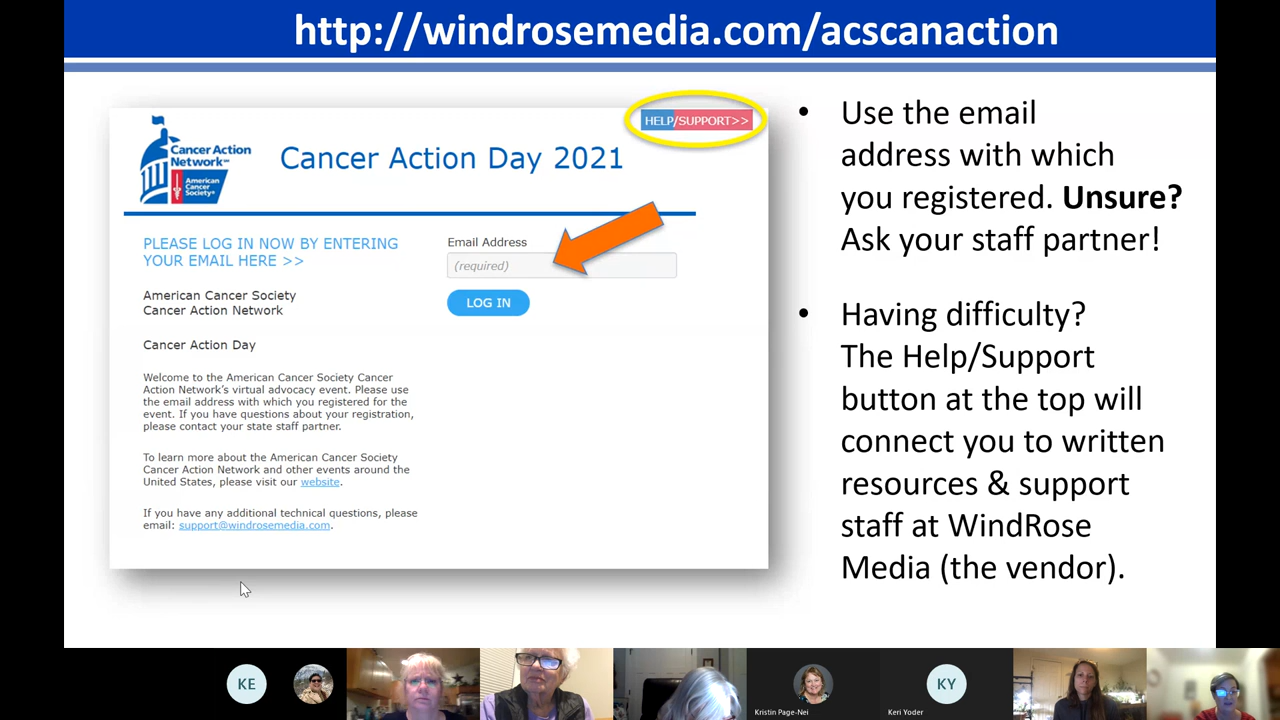 http://windrosemedia.com/acscanaction
HELP/SUPPORT>>
Cancer Action
Network℠
American
Cancer
Society®
Cancer Action Day 2021
PLEASE LOG IN NOW BY ENTERING
YOUR EMAIL HERE >>
Email Address
(required)
LOG IN
American Cancer Society
Cancer Action Network
Cancer Action Day
Welcome to the American Cancer Society Cancer
Action Network's virtual advocacy event. Please use
the email address with which you registered for the
event. If you have questions about your registration,
please contact your state staff partner.
To learn more about the American Cancer Society
Cancer Action Network and other events around the
United States, please visit our website.
If you have any additional technical questions, please
email: support@windrosemedia.com.
• Use the email
address with which
you registered. Unsure?
Ask your staff partner!
• Having difficulty?
The Help/Support
button at the top will
connect you to written
resources & support
staff at WindRose
Media (the vendor).
KE
Kristin Page-Nei
KY
Keri Yoder